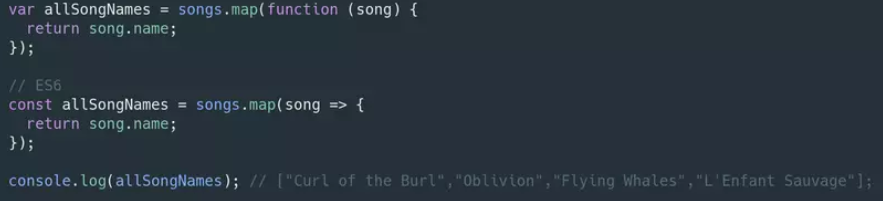 var allSongNames = songs.map(function (song) {
  return song.name;
});

// ES6
const allSongNames = songs.map(song => {
  return song.name;
});

console.log(allSongNames); // ["Curl of the Burl","Oblivion","Flying Whales","L'Enfant Sauvage"];